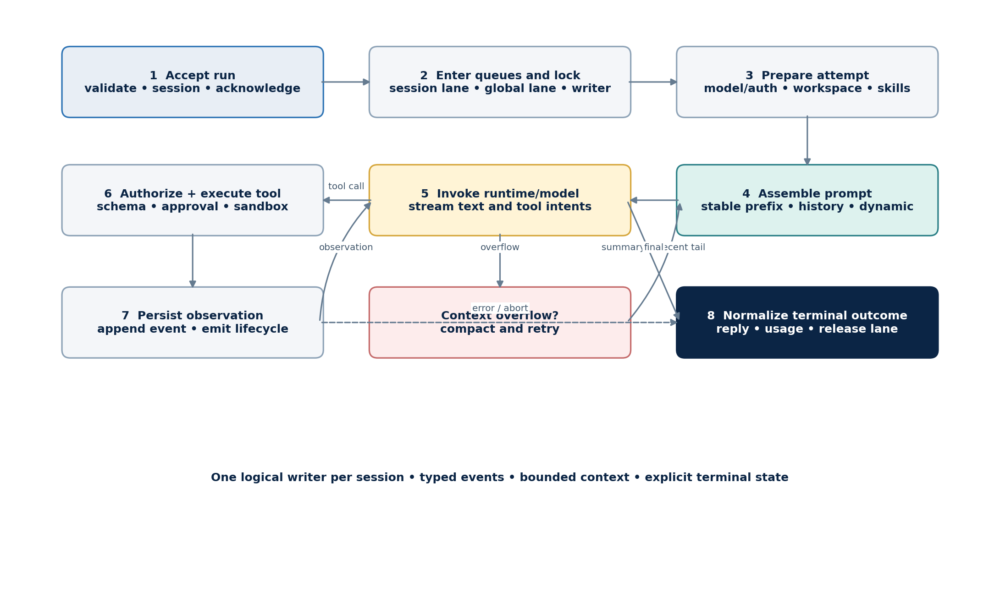 1  Accept run
validate • session • acknowledge
2  Enter queues and lock
session lane • global lane • writer
3  Prepare attempt
model/auth • workspace • skills
6  Authorize + execute tool
schema • approval • sandbox
tool call
5  Invoke runtime/model
stream text and tool intents
4  Assemble prompt
stable prefix • history • dynamic
observation
overflow
summary
final
tail
7  Persist observation
append event • emit lifecycle
error / abort
Context overflow?
compact and retry
8  Normalize terminal outcome
reply • usage • release lane
One logical writer per session • typed events • bounded context • explicit terminal state